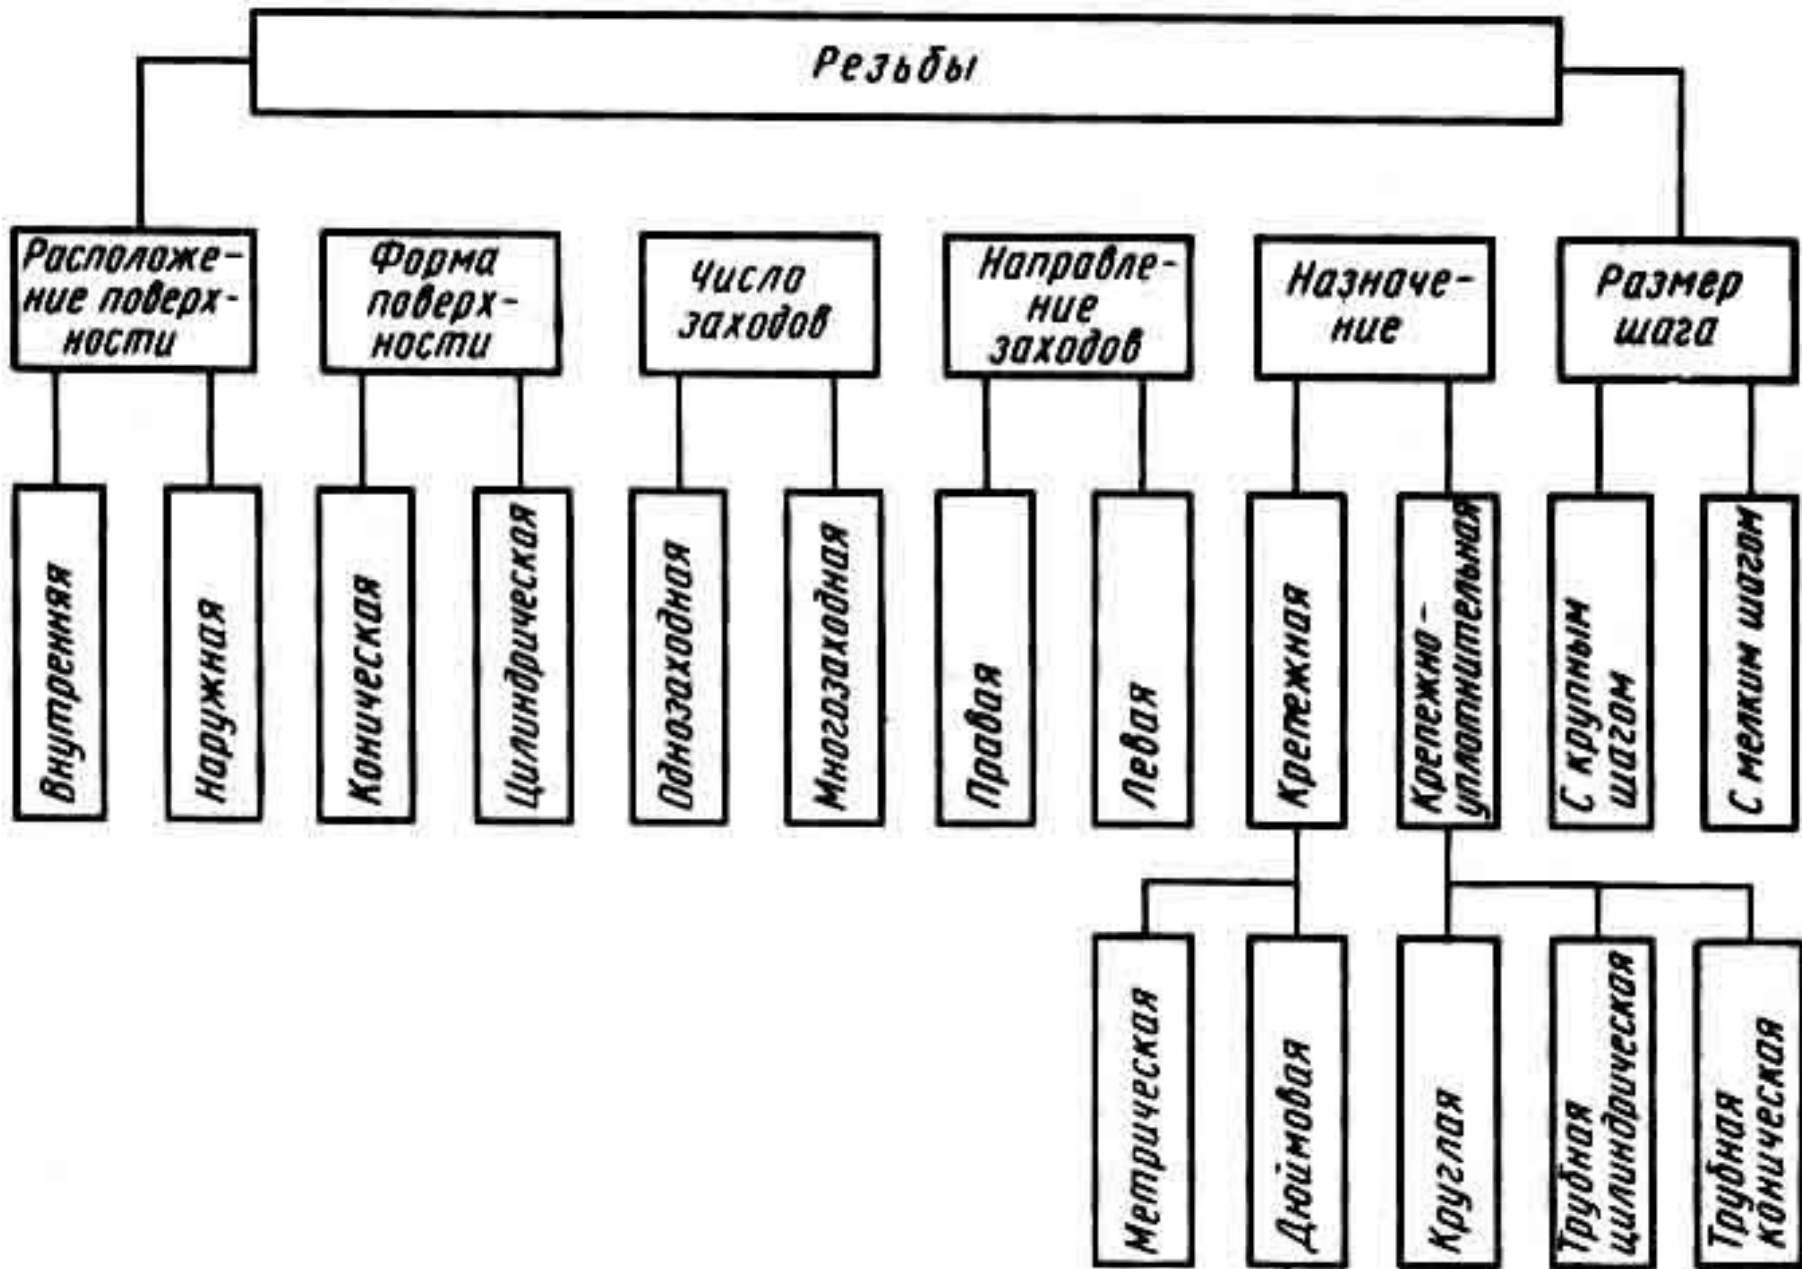 Резьбы
Расположе-
ние поверх-
ности
Форма
поверх-
ности
Число
заходов
Направле-
ние
заходов
Назначе-
ние
Размер
шага
Внутренняя
Наружная
Коническая
Цилиндрическая
Однозаходная
Многозаходная
Правая
Левая
Крепежная
Крепежно-
уплотнительная
С крупным
шагом
С мелким шагом
Метрическая
Дюймовая
Круглая
Трубная
цилиндрическая
Трубная
коническая